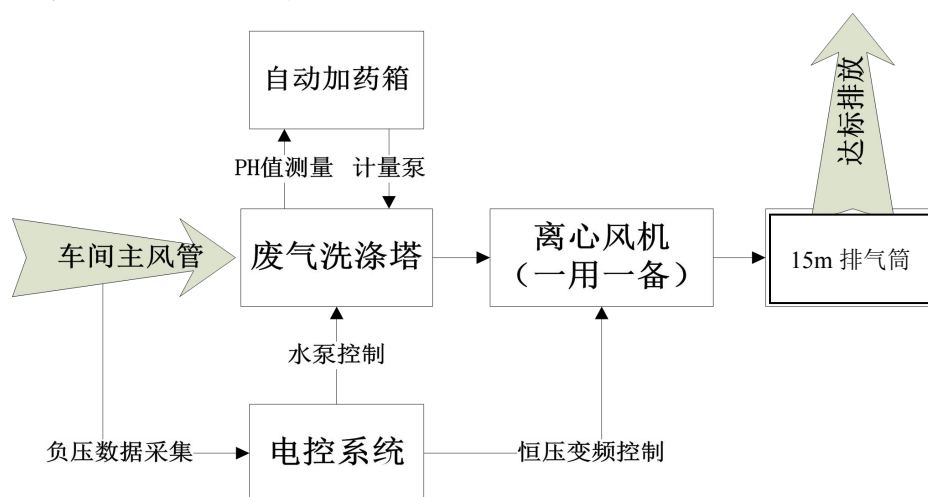 自动加药箱
PH值测量
计量泵
车间主风管
废气洗涤塔
离心风机
（一用一备）
15m 排气筒
达标排放
水泵控制
负压数据采集
电控系统
恒压变频控制